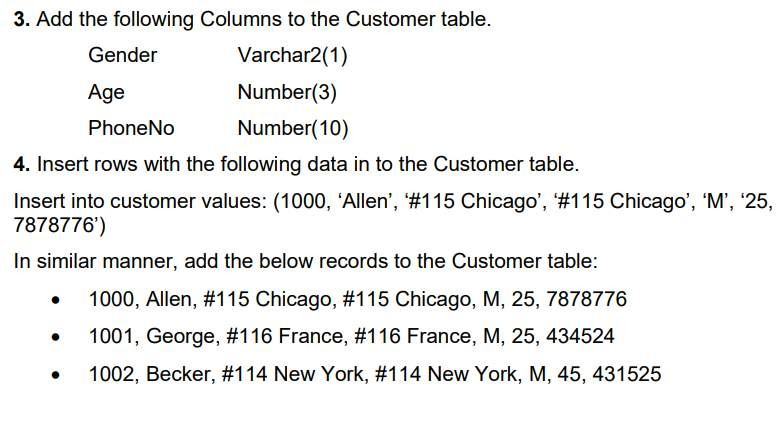 3. Add the following Columns to the Customer table.
Gender Varchar2(1)
Age Number(3)
PhoneNo Number(10)
4. Insert rows with the following data in to the Customer table.
Insert into customer values: (1000, ‘Allen’, ‘#115 Chicago’, ‘#115 Chicago’, ‘M’, ‘25,
7878776’)
In similar manner, add the below records to the Customer table:
• 1000, Allen, #115 Chicago, #115 Chicago, M, 25, 7878776
• 1001, George, #116 France, #116 France, M, 25, 434524
• 1002, Becker, #114 New York, #114 New York, M, 45, 431525